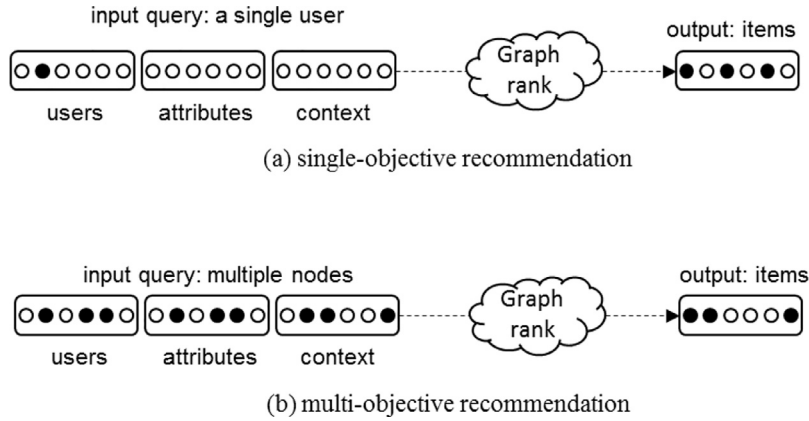 input query: a single user
output: items
Graph
rank
users
attributes
context
(a) single-objective recommendation
input query: multiple nodes
output: items
Graph
rank
users
attributes
context
(b) multi-objective recommendation